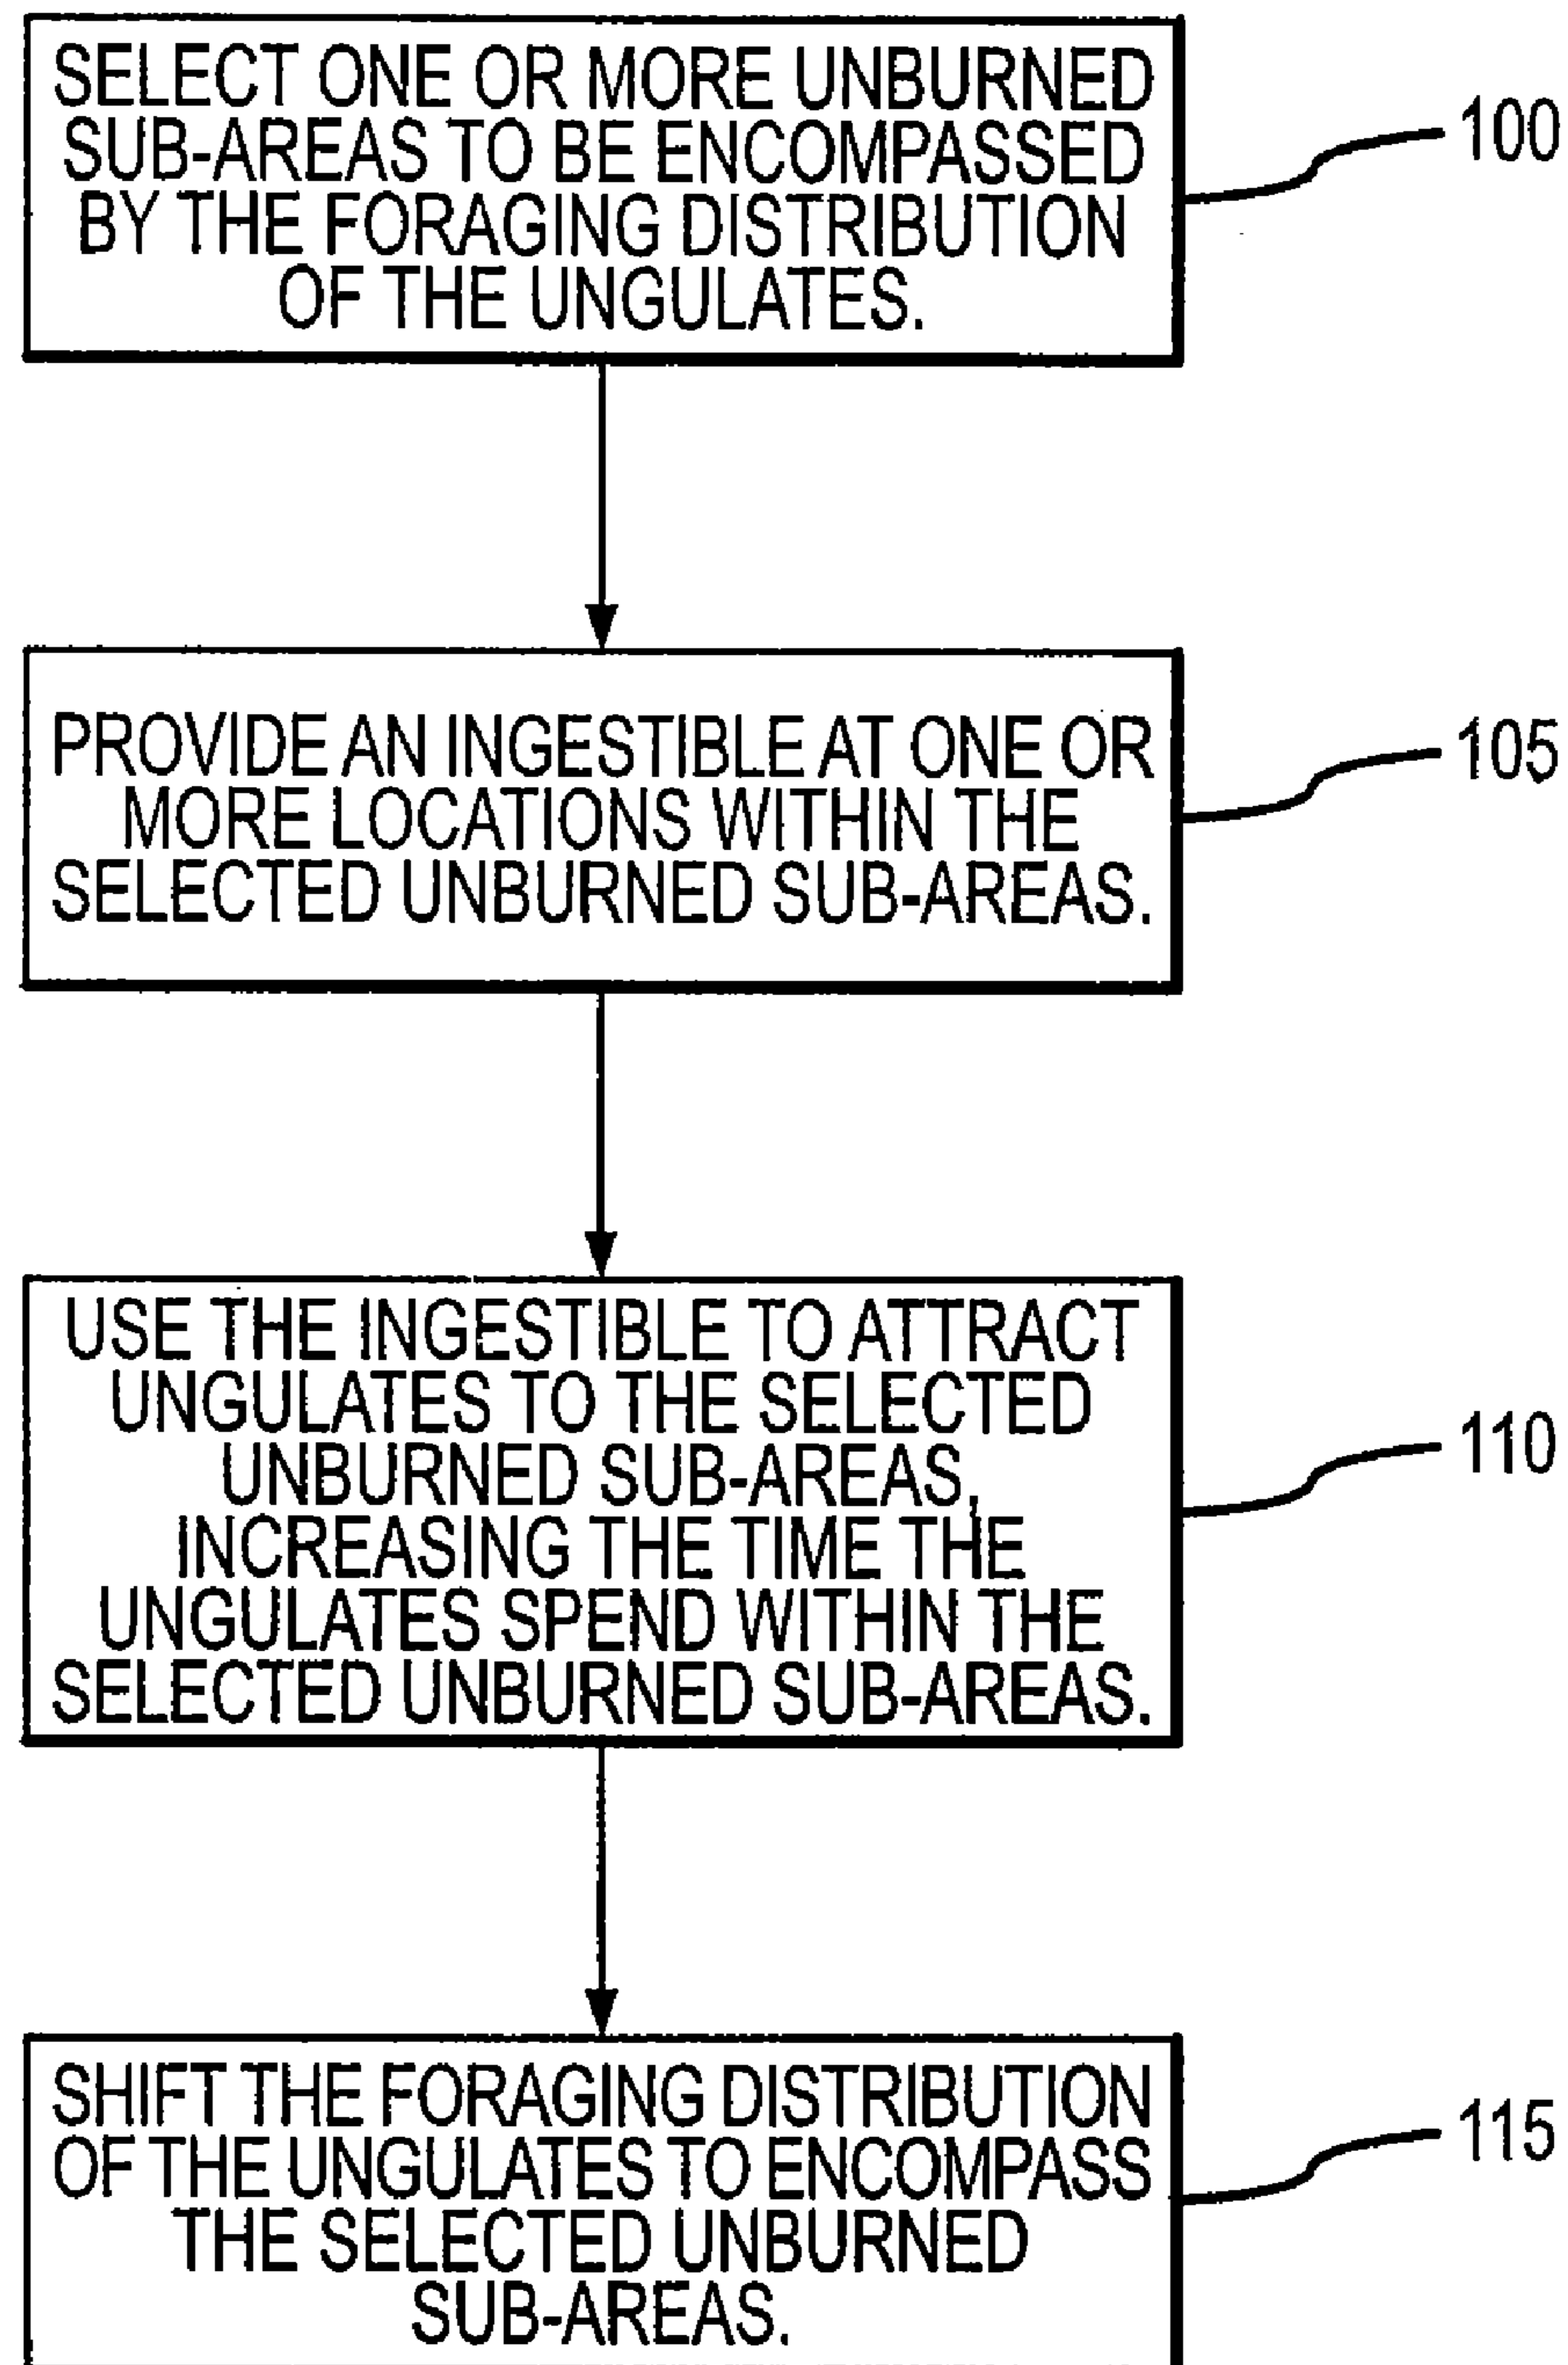 SELECT ONE OR MORE UNBURNED
SUB-AREAS TO BE ENCOMPASSED
BY THE FORAGING DISTRIBUTION
OF THE UNGULATES.
100
PROVIDE AN INGESTIBLE AT ONE OR
MORE LOCATIONS WITHIN THE
SELECTED UNBURNED SUB-AREAS.
105
USE THE INGESTIBLE TO ATTRACT
UNGULATES TO THE SELECTED
UNBURNED SUB-AREAS,
INCREASING THE TIME THE
UNGULATES SPEND WITHIN THE
SELECTED UNBURNED SUB-AREAS.
110
SHIFT THE FORAGING DISTRIBUTION
OF THE UNGULATES TO ENCOMPASS
THE SELECTED UNBURNED
SUB-AREAS.
115